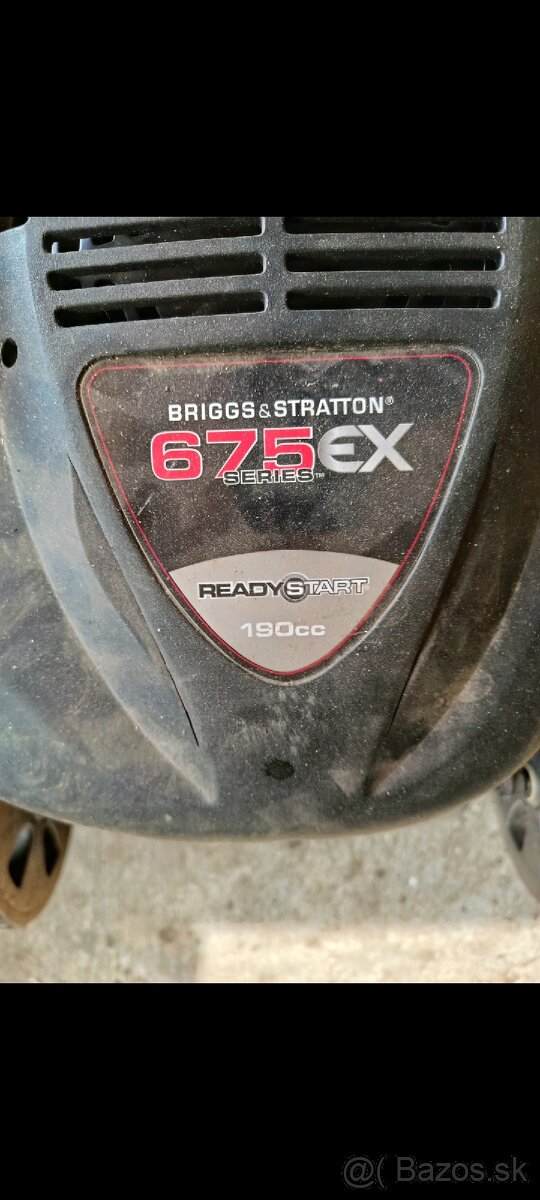 BRIGGS & STRATTON®
675EX
SERIES™
READYSTART®
190cc
@( Bazos.sk